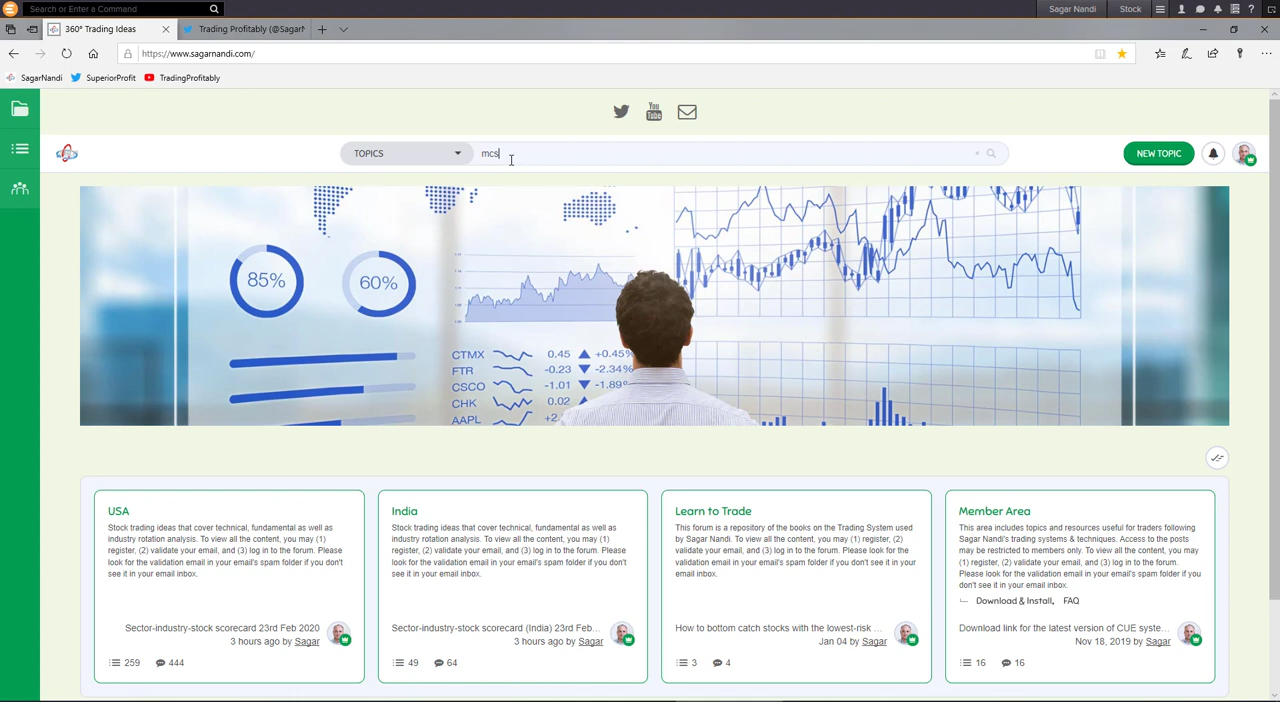 Search or Enter a Command
Sagar Nandi
Stock
?
360° Trading Ideas
Trading Profitably (@SagarN
https://www.sagarnandi.com/
SagarNandi
SuperiorProfit
TradingProfitably
You
Tube
TOPICS
mcs
NEW TOPIC
85%
60%
CTMX 0.45 +0.45%
FTR -0.23 -2.34%
CSCO -1.01 -1.89%
CHK 0.02
AAPL +2
USA
Stock trading ideas that cover technical, fundamental as well as
industry rotation analysis. To view all the content, you may (1)
register, (2) validate your email, and (3) log in to the forum. Please
look for the validation email in your email's spam folder if you don't
see it in your email inbox.
Sector-industry-stock scorecard 23rd Feb 2020
3 hours ago by Sagar
259 444
India
Stock trading ideas that cover technical, fundamental as well as
industry rotation analysis. To view all the content, you may (1)
register, (2) validate your email, and (3) log in to the forum. Please
look for the validation email in your email's spam folder if you don't
see it in your email inbox.
Sector-industry-stock scorecard (India) 23rd Feb...
3 hours ago by Sagar
49 64
Learn to Trade
This forum is a repository of the books on the Trading System used
by Sagar Nandi. To view all the content, you may (1) register, (2)
validate your email, and (3) log in to the forum. Please look for the
validation email in your email's spam folder if you don't see it in your
email inbox.
How to bottom catch stocks with the lowest-risk ...
Jan 04 by Sagar
3 4
Member Area
This area includes topics and resources useful for traders following
Sagar Nandi's trading systems & techniques. Access to the posts
may be restricted to members only. To view all the content, you may
(1) register, (2) validate your email, and (3) log in to the forum.
Please look for the validation email in your email's spam folder if you
don't see it in your email inbox.
Download & Install, FAQ
Download link for the latest version of CUE syste...
Nov 18, 2019 by Sagar
16 16